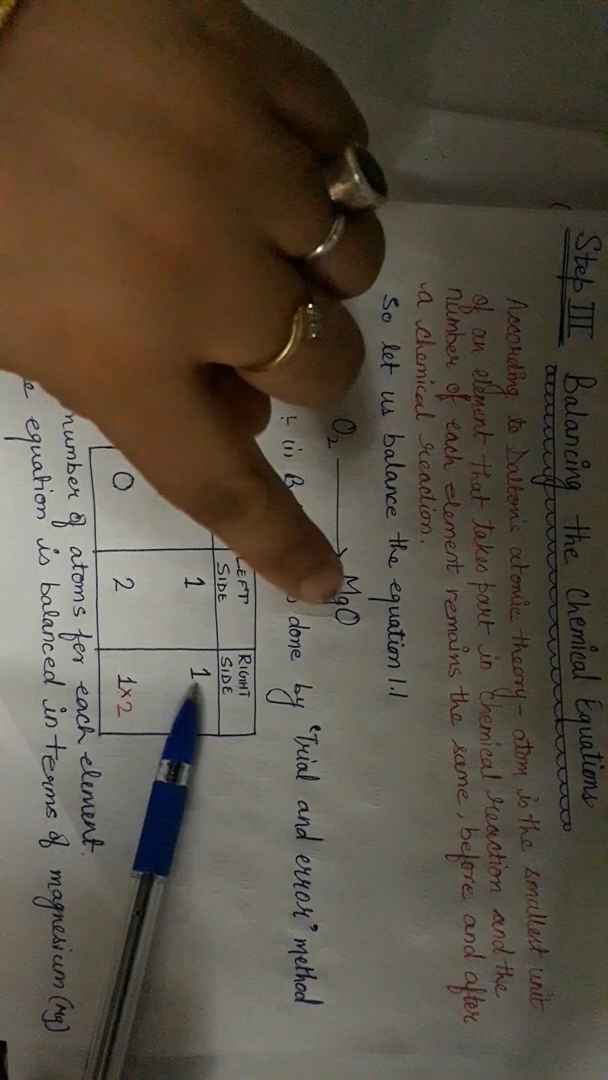 Step III Balancing the Chemical Equations
According to Dalton's atomic theory - atom is the smallest unit
of an element that takes part in chemical reaction and the
number of each element remains the same, before and after
a chemical reaction.
So let us balance the equation 1.1
O₂ → MgO
:- (i) done by "Trial and error" method
LEFT SIDE RIGHT SIDE
1 1
O 2 1×2
number of atoms for each element.
equation is balanced in terms of magnesium (Mg)